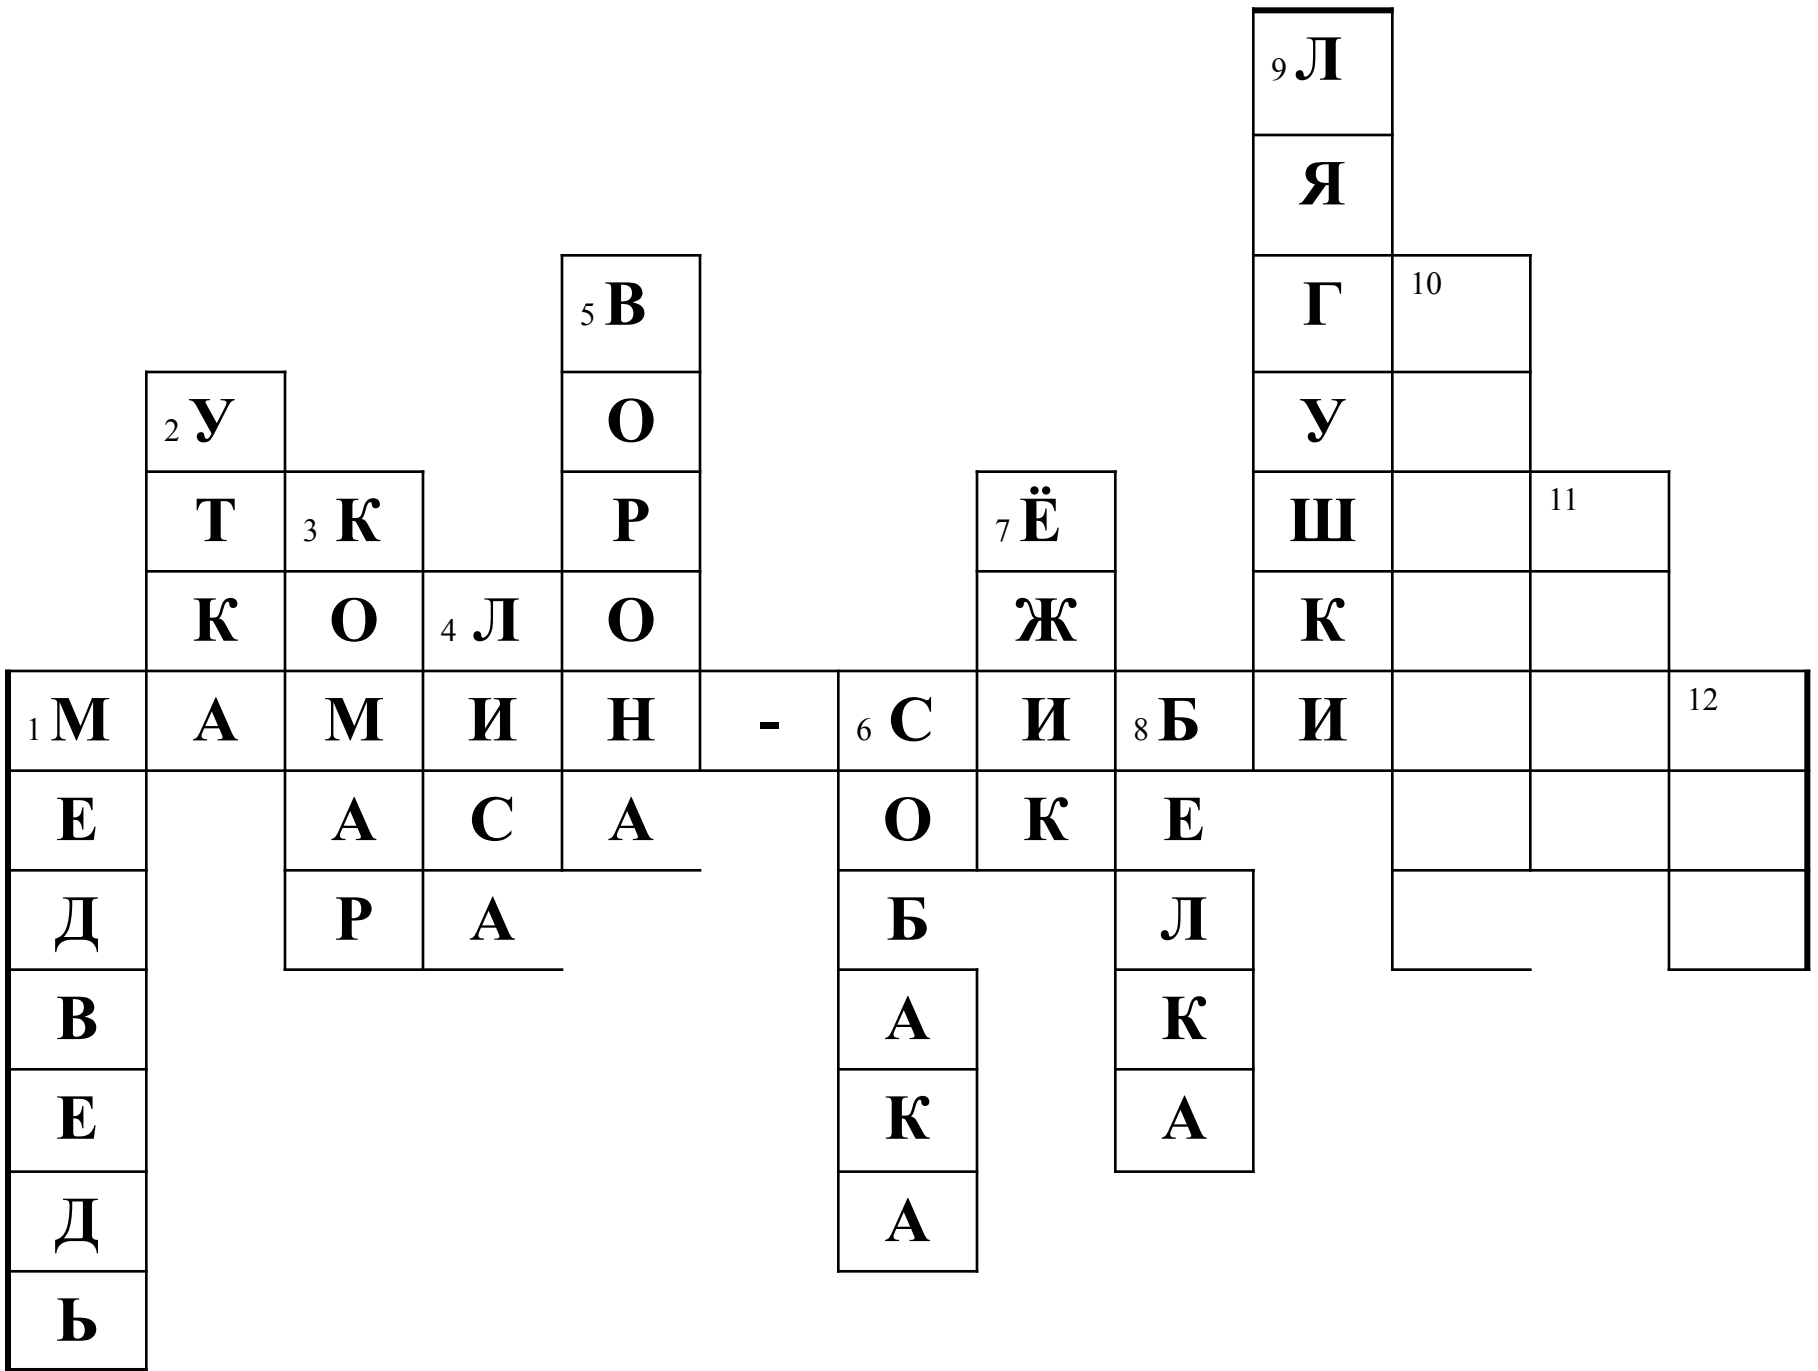 9 Л
Я
5 В Г 10
2 У О У
Т 3 К Р 7 Ё Ш 11
К О 4 Л О Ж К
1 М А М И Н - 6 С И 8 Б И 12
Е А С А О К Е
Д Р А Б Л
В А К
Е К А
Д А
Ь